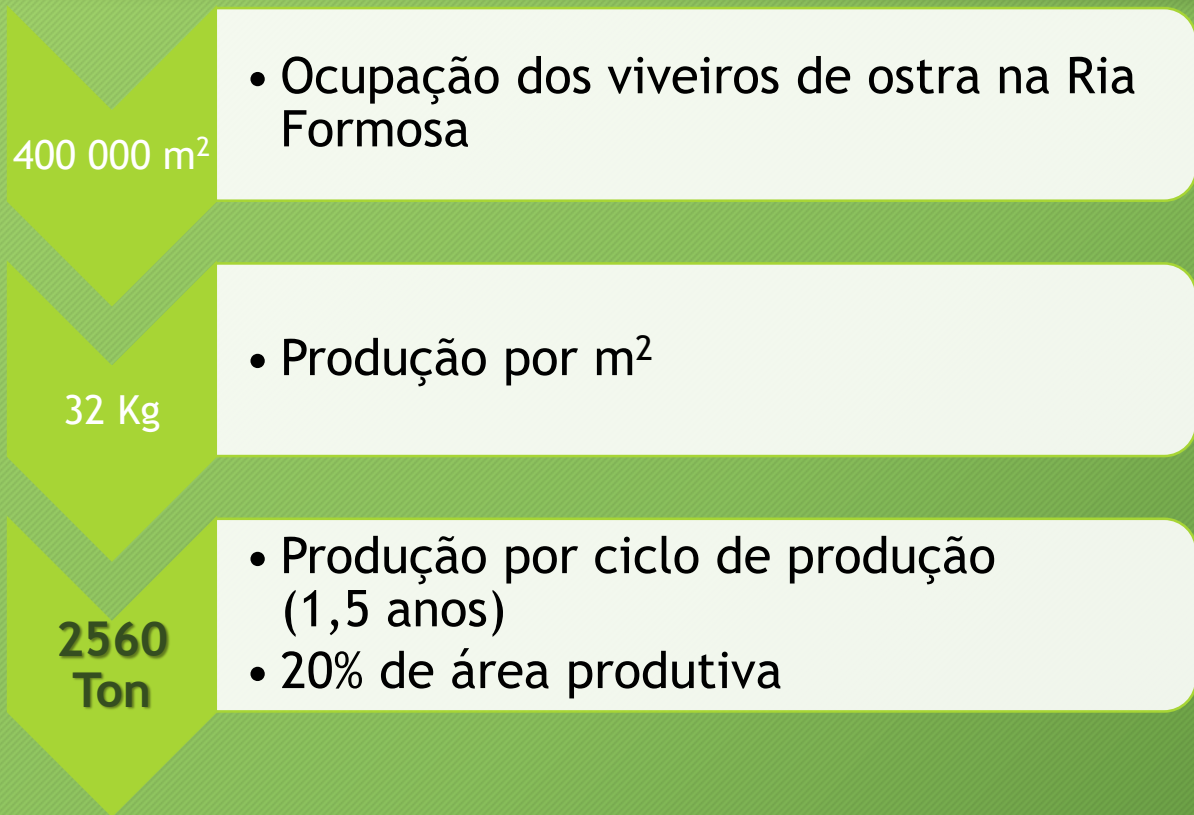 400 000 m²
• Ocupação dos viveiros de ostra na Ria
Formosa
32 Kg
• Produção por m²
2560
Ton
• Produção por ciclo de produção
(1,5 anos)
• 20% de área produtiva